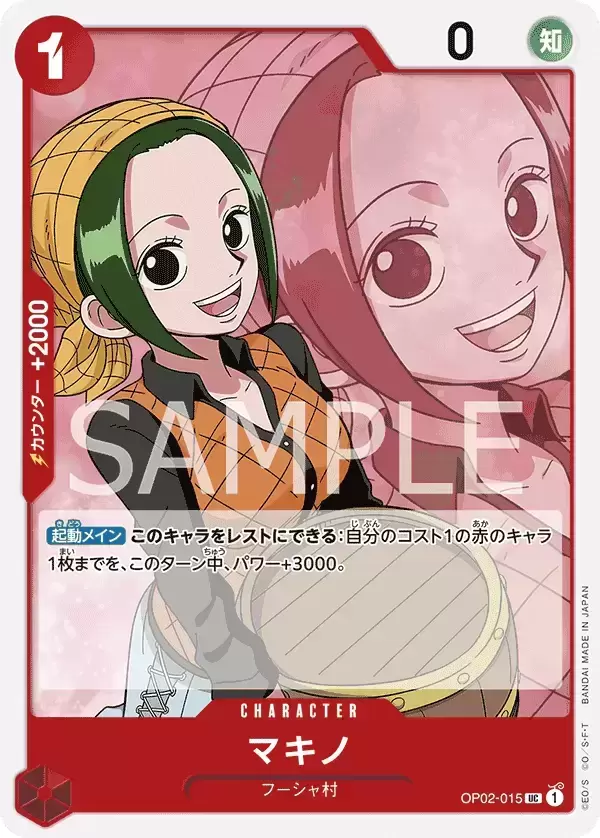 1
0
知
カウンター +2000
SAMPLE
起動メイン このキャラをレストにできる:自分のコスト1の赤のキャラ
1枚までを、このターン中、パワー+3000。
CHARACTER
マキノ
フーシャ村
OP02-015 UC 1
©E/S ©O/S・F・T BANDAI MADE IN JAPAN